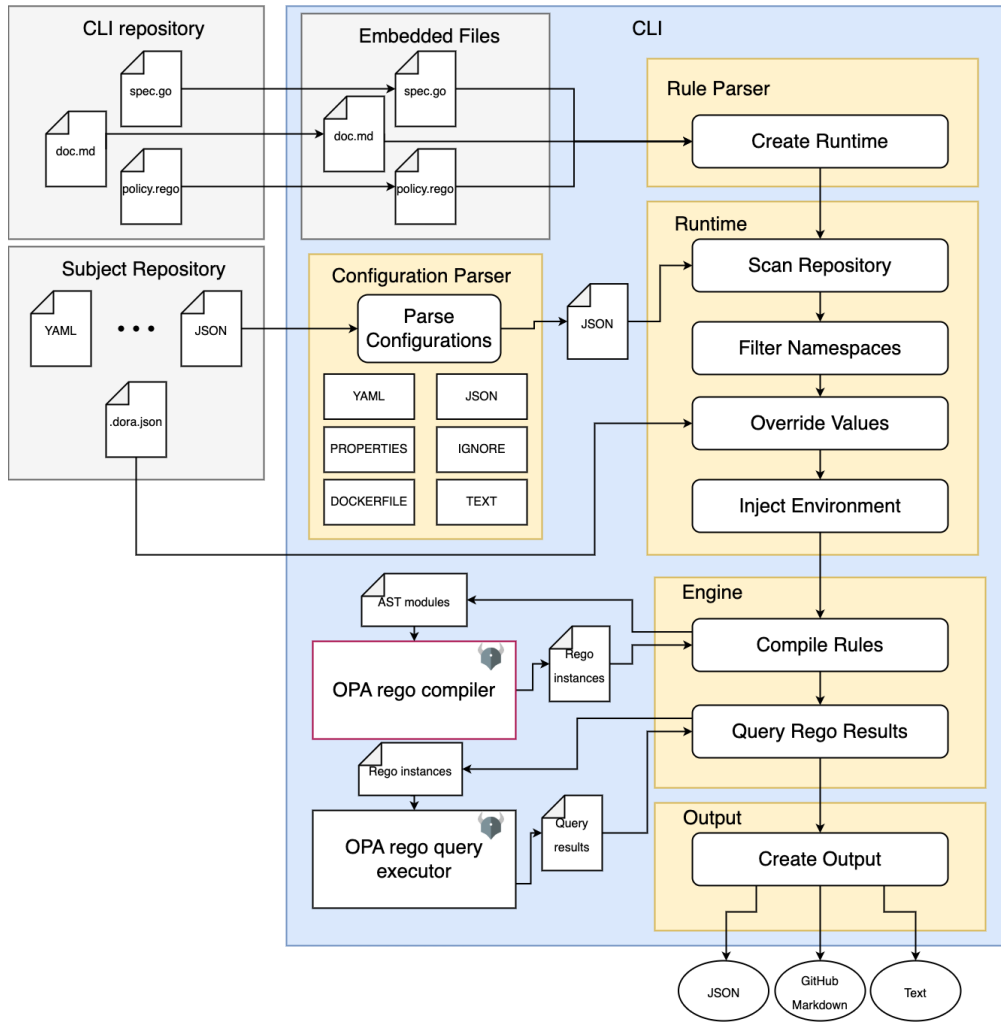 CLI repository
spec.go
doc.md
policy.rego
Embedded Files
spec.go
doc.md
policy.rego
CLI
Rule Parser
Create Runtime
Subject Repository
YAML
JSON
.dora.json
Configuration Parser
Parse
Configurations
YAML
JSON
PROPERTIES
IGNORE
DOCKERFILE
TEXT
JSON
Runtime
Scan Repository
Filter Namespaces
Override Values
Inject Environment
AST modules
OPA rego compiler
Rego
instances
Engine
Compile Rules
Query Rego Results
Rego instances
OPA rego query
executor
Query
results
Output
Create Output
JSON
GitHub
Markdown
Text